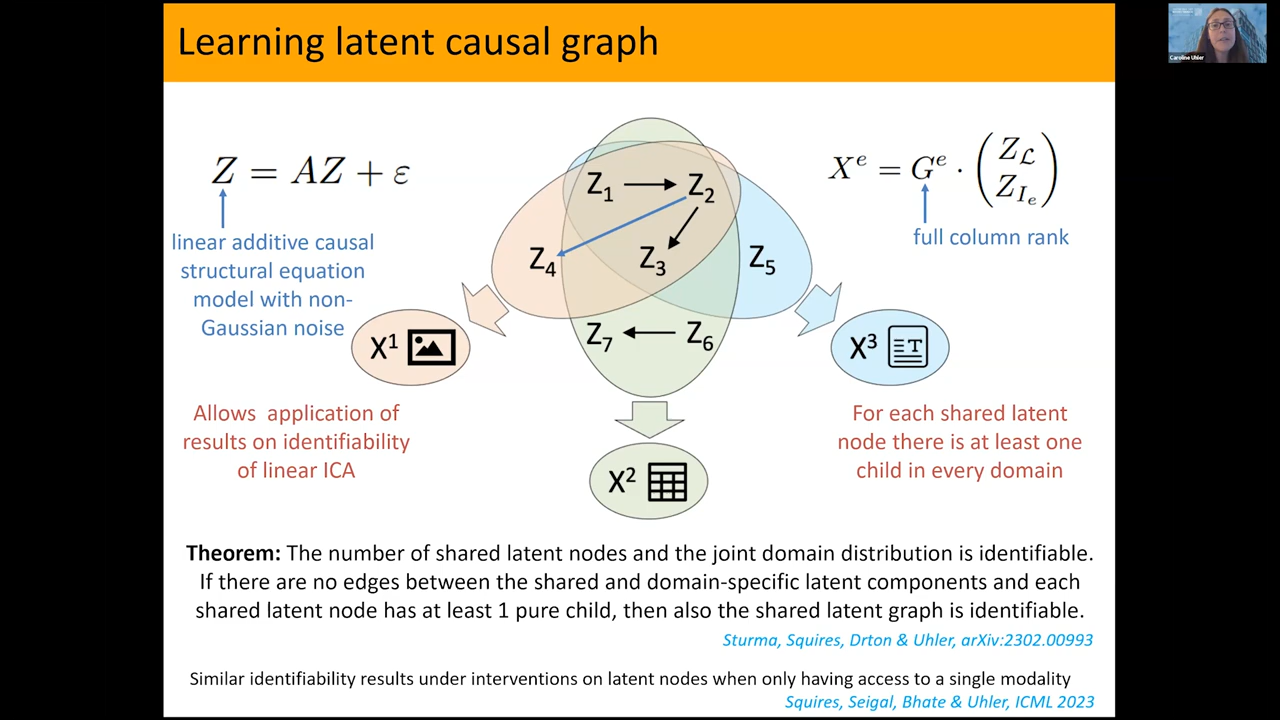 Learning latent causal graph
Caroline Uhler
Z = AZ + ε
linear additive causal
structural equation
model with non-
Gaussian noise
X^e = G^e · (Z_ℒ
Z_{I_e})
full column rank
Z₁ Z₂
Z₄ Z₃ Z₅
Z₇ Z₆
X¹
X³
T
Allows application of
results on identifiability
of linear ICA
For each shared latent
node there is at least one
child in every domain
X²
Theorem: The number of shared latent nodes and the joint domain distribution is identifiable.
If there are no edges between the shared and domain-specific latent components and each
shared latent node has at least 1 pure child, then also the shared latent graph is identifiable.
Sturma, Squires, Drton & Uhler, arXiv:2302.00993
Similar identifiability results under interventions on latent nodes when only having access to a single modality
Squires, Seigal, Bhate & Uhler, ICML 2023